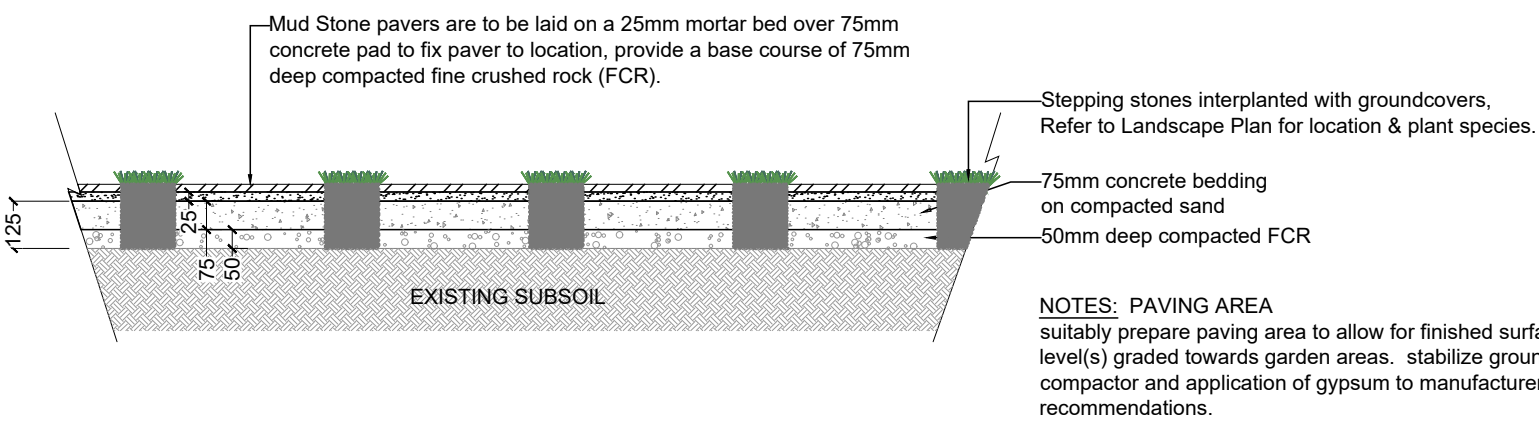 Mud Stone pavers are to be laid on a 25mm mortar bed over 75mm
concrete pad to fix paver to location, provide a base course of 75mm
deep compacted fine crushed rock (FCR).
Stepping stones interplanted with groundcovers,
Refer to Landscape Plan for location & plant species.
75mm concrete bedding
on compacted sand
50mm deep compacted FCR
125
25
75
50
EXISTING SUBSOIL
NOTES: PAVING AREA
suitably prepare paving area to allow for finished
level(s) graded towards garden areas. stabilize
compactor and application of gypsum to
recommendations.